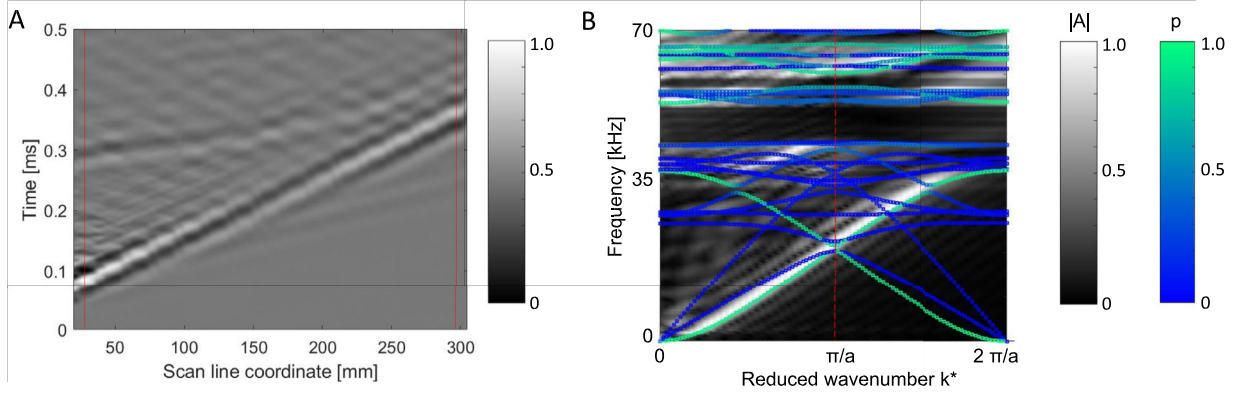 A
0.5
0.4
0.3
0.2
0.1
0
Time [ms]
50 100 150 200 250 300
Scan line coordinate [mm]
1.0
0.5
0
B
70
35
0
Frequency [kHz]
0 π/a 2 π/a
Reduced wavenumber k*
|A|
1.0
0.5
0
p
1.0
0.5
0